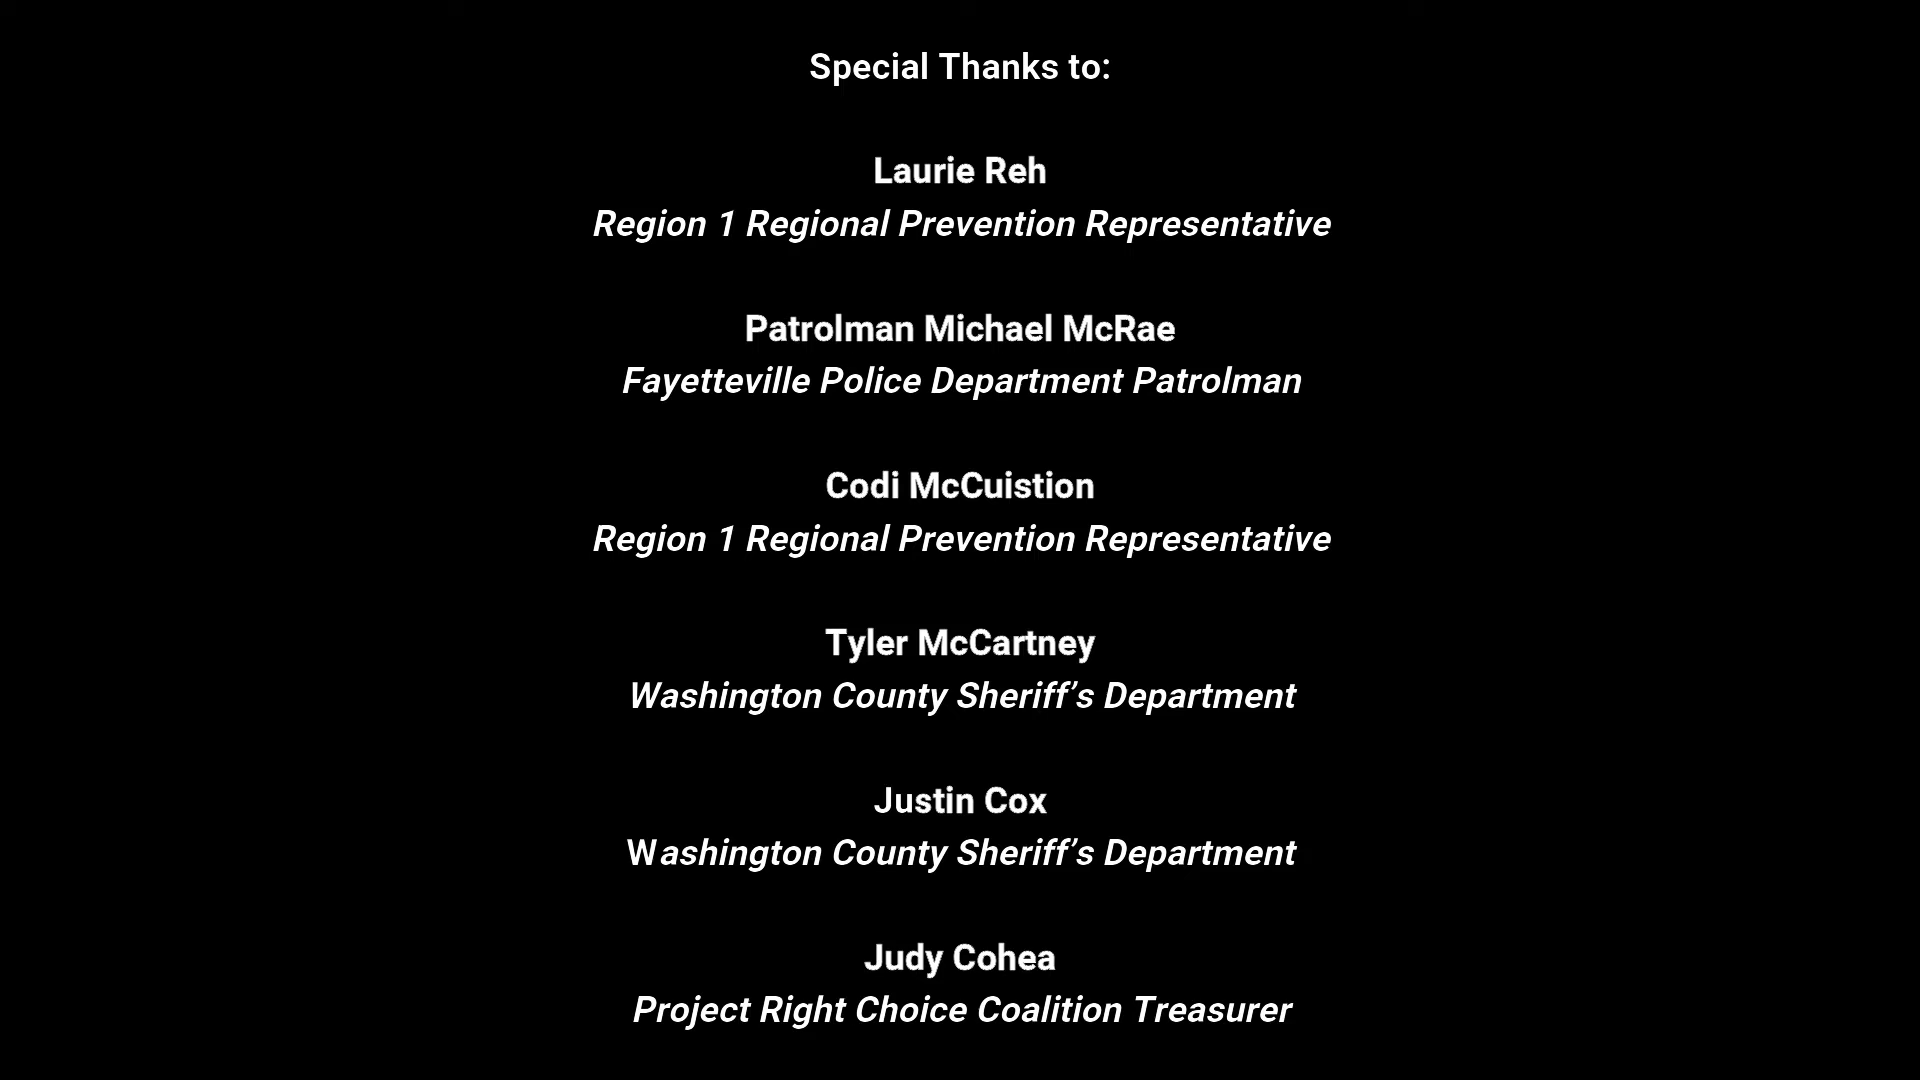 Special Thanks to:
Laurie Reh
Region 1 Regional Prevention Representative
Patrolman Michael McRae
Fayetteville Police Department Patrolman
Codi McCuistion
Region 1 Regional Prevention Representative
Tyler McCartney
Washington County Sheriff’s Department
Justin Cox
Washington County Sheriff’s Department
Judy Cohea
Project Right Choice Coalition Treasurer